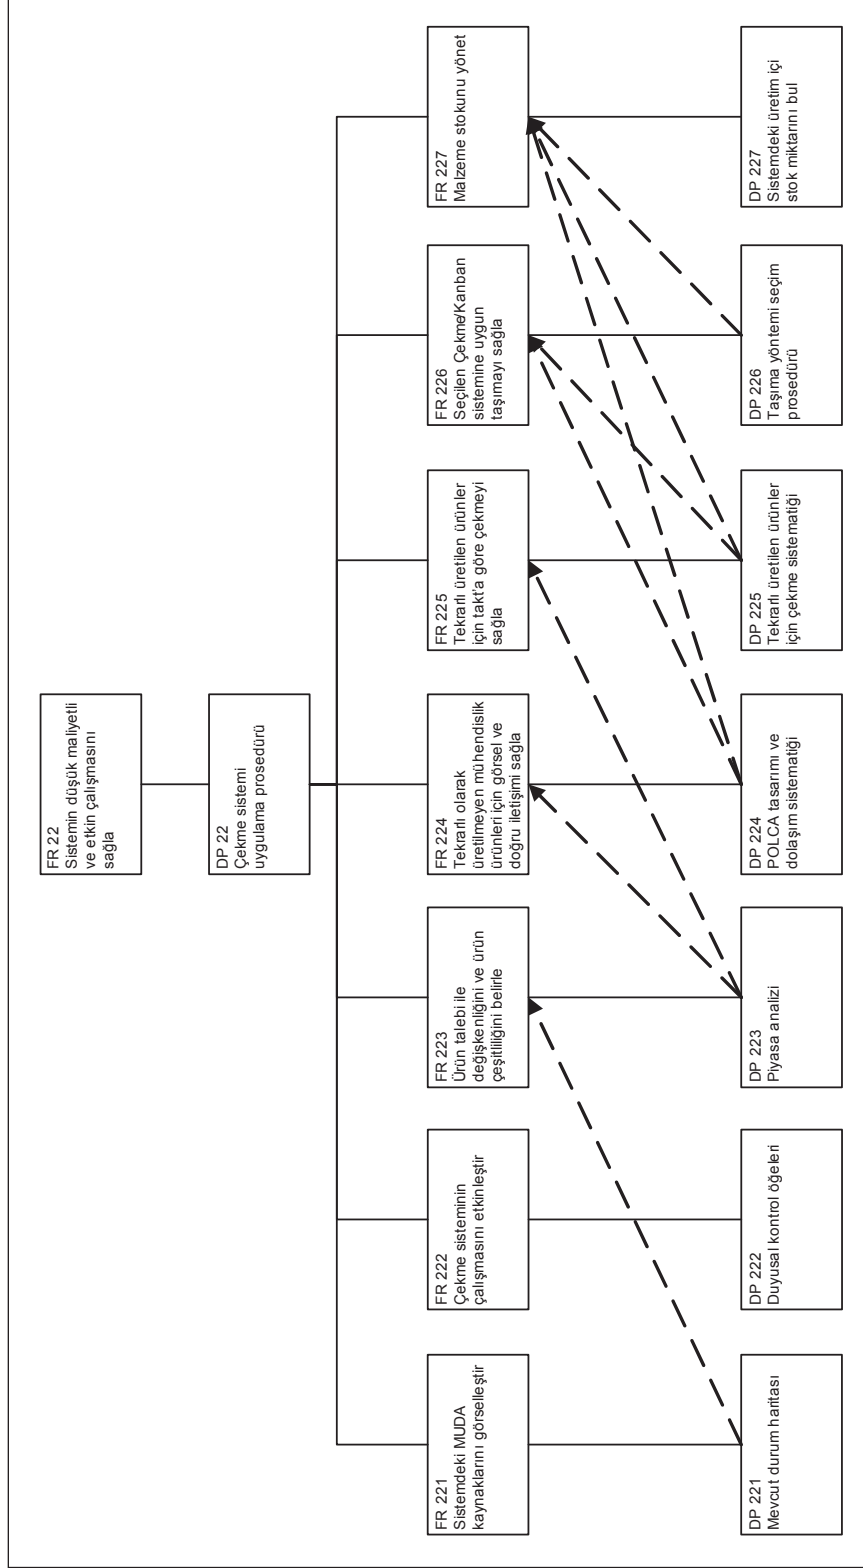 FR 22
Sistemin düşük maliyetli
ve etkin çalışmasını
sağla
DP 22
Çekme sistemi
uygulama prosedürü
FR 221
Sistemdeki MUDA
kaynaklarını görselleştir
FR 222
Çekme sisteminin
çalışmasını etkinleştir
FR 223
Ürün talebi ile
değişkenliğini ve ürün
çeşitliliğini belirle
FR 224
Tekrarlı olarak
üretilmeyen mühendislik
ürünleri için görsel ve
doğru iletişimi sağla
FR 225
Tekrarlı üretilen ürünler
için takt'a göre çekmeyi
sağla
FR 226
Seçilen Çekme/Kanban
sistemine uygun
taşımayı sağla
FR 227
Malzeme stokunu yönet
DP 221
Mevcut durum haritası
DP 222
Duyusal kontrol öğeleri
DP 223
Piyasa analizi
DP 224
POLCA tasarımı ve
dolaşım sistematiği
DP 225
Tekrarlı üretilen ürünler
için çekme sistematiği
DP 226
Taşıma yöntemi seçim
prosedürü
DP 227
Sistemdeki üretim içi
stok miktarını bul